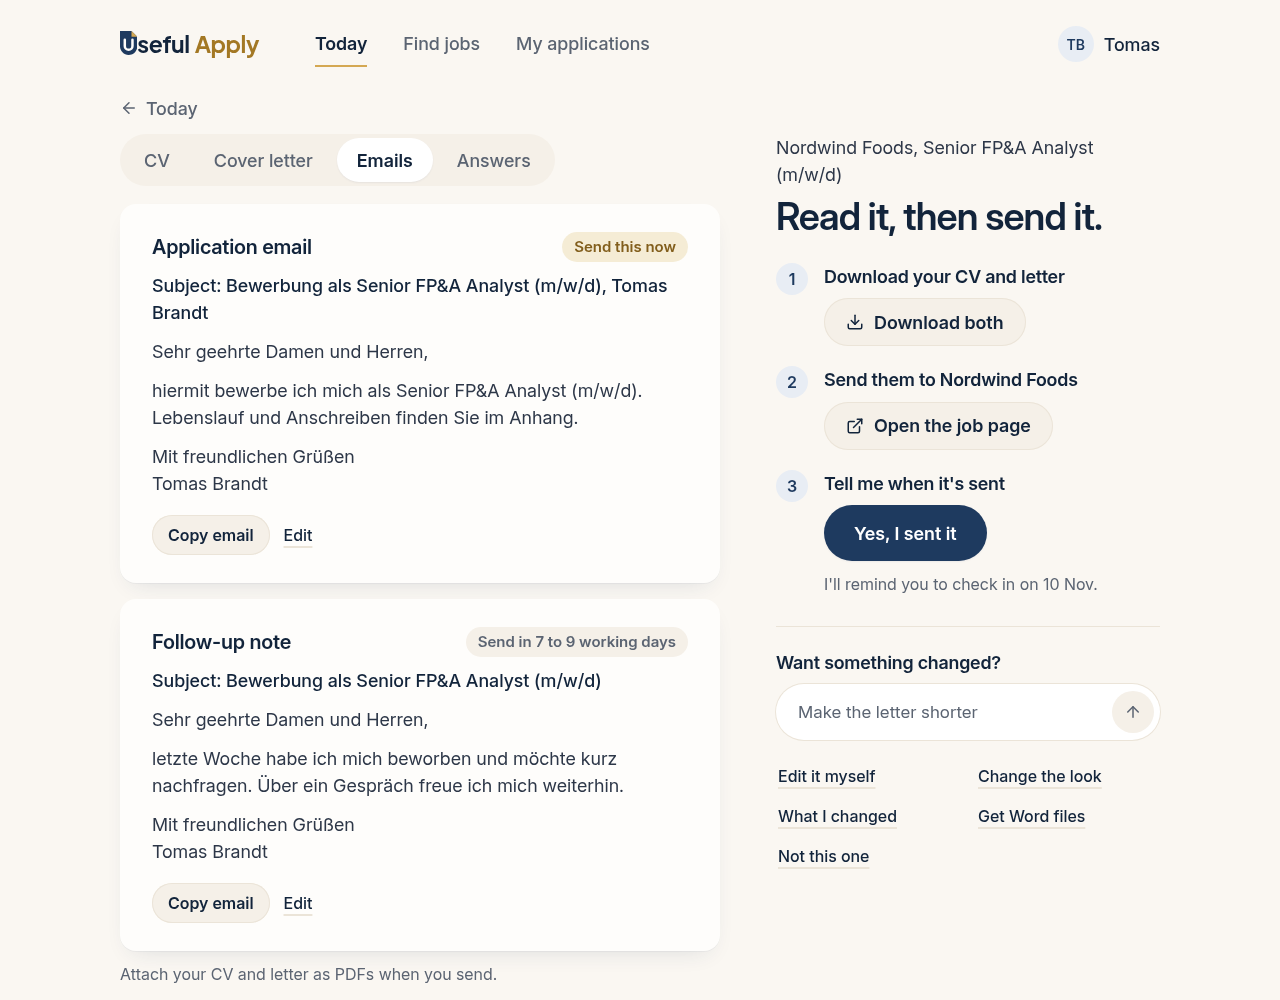 Useful Apply
Today
Find jobs
My applications
TB
Tomas
Today
CV
Cover letter
Emails
Answers
Application email
Send this now
Subject: Bewerbung als Senior FP&A Analyst (m/w/d), Tomas
Brandt
Sehr geehrte Damen und Herren,
hiermit bewerbe ich mich als Senior FP&A Analyst (m/w/d).
Lebenslauf und Anschreiben finden Sie im Anhang.
Mit freundlichen Grüßen
Tomas Brandt
Copy email
Edit
Follow-up note
Send in 7 to 9 working days
Subject: Bewerbung als Senior FP&A Analyst (m/w/d)
Sehr geehrte Damen und Herren,
letzte Woche habe ich mich beworben und möchte kurz
nachfragen. Über ein Gespräch freue ich mich weiterhin.
Mit freundlichen Grüßen
Tomas Brandt
Copy email
Edit
Attach your CV and letter as PDFs when you send.
Nordwind Foods, Senior FP&A Analyst
(m/w/d)
Read it, then send it.
1
Download your CV and letter
Download both
2
Send them to Nordwind Foods
Open the job page
3
Tell me when it's sent
Yes, I sent it
I'll remind you to check in on 10 Nov.
Want something changed?
Make the letter shorter
Edit it myself
Change the look
What I changed
Get Word files
Not this one